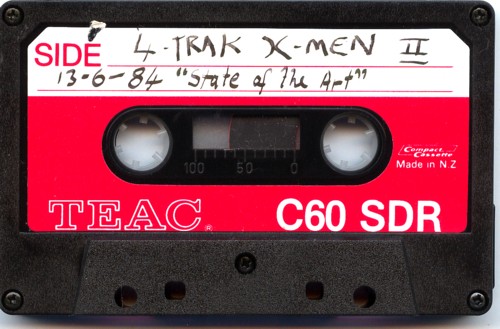 SIDE 4-TRAK X-MEN II
13-6-84 "State of The Art"
100 50 0
Compact Cassette
Made in N.Z
TEAC® C60 SDR